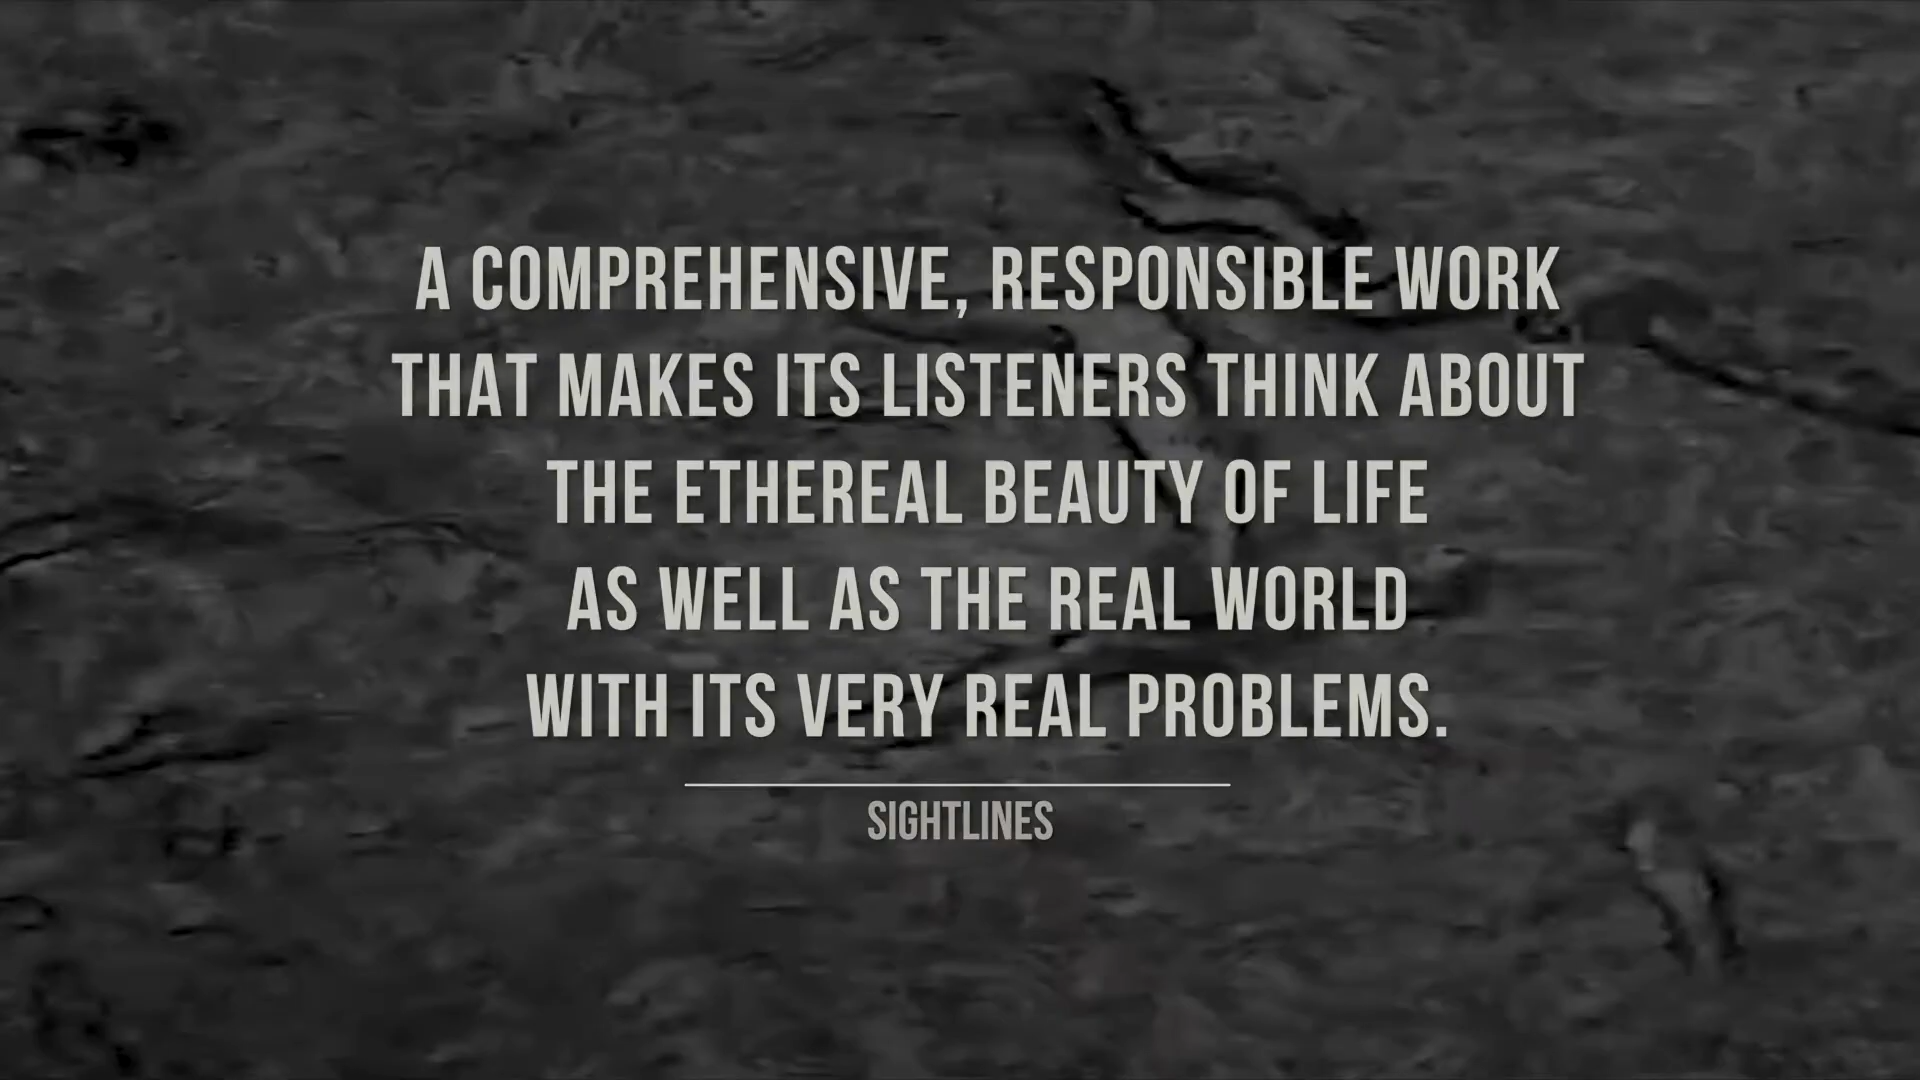 A COMPREHENSIVE, RESPONSIBLE WORK
THAT MAKES ITS LISTENERS THINK ABOUT
THE ETHEREAL BEAUTY OF LIFE
AS WELL AS THE REAL WORLD
WITH ITS VERY REAL PROBLEMS.
SIGHTLINES